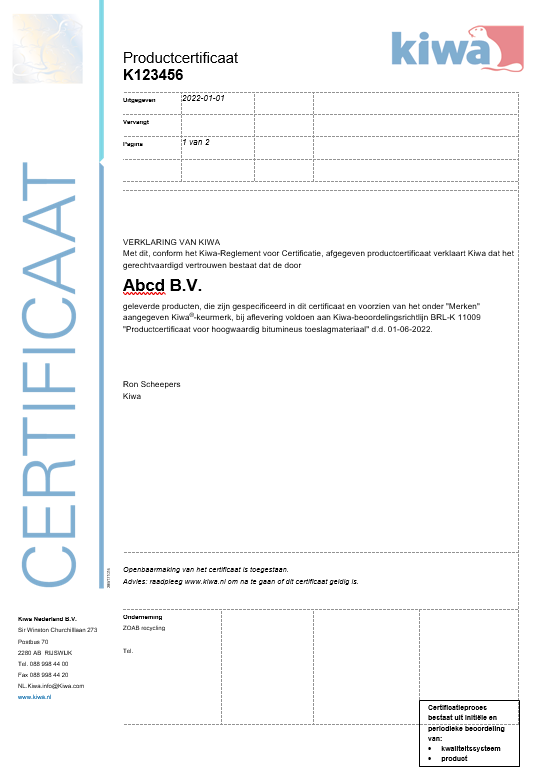 kiwa
Productcertificaat
K123456
Uitgegeven 2022-01-01
Vervangt
Pagina 1 van 2
CERTIFICAAT
VERKLARING VAN KIWA
Met dit, conform het Kiwa-Reglement voor Certificatie, afgegeven productcertificaat verklaart Kiwa dat het
gerechtvaardigd vertrouwen bestaat dat de door
Abcd B.V.
geleverde producten, die zijn gespecificeerd in dit certificaat en voorzien van het onder "Merken"
aangegeven Kiwa®-keurmerk, bij aflevering voldoen aan Kiwa-beoordelingsrichtlijn BRL-K 11009
"Productcertificaat voor hoogwaardig bitumineus toeslagmateriaal" d.d. 01-06-2022.
Ron Scheepers
Kiwa
Openbaarmaking van het certificaat is toegestaan.
Advies: raadpleeg www.kiwa.nl om na te gaan of dit certificaat geldig is.
Kiwa Nederland B.V.
Sir Winston Churchilllaan 273
Postbus 70
2280 AB RIJSWIJK
Tel. 088 998 44 00
Fax 088 998 44 20
NL.Kiwa.info@Kiwa.com
www.kiwa.nl
Onderneming
ZOAB recycling
Tel.
Certificatieproces
bestaat uit initiële en
periodieke beoordeling
van:
• kwaliteitssysteem
• product